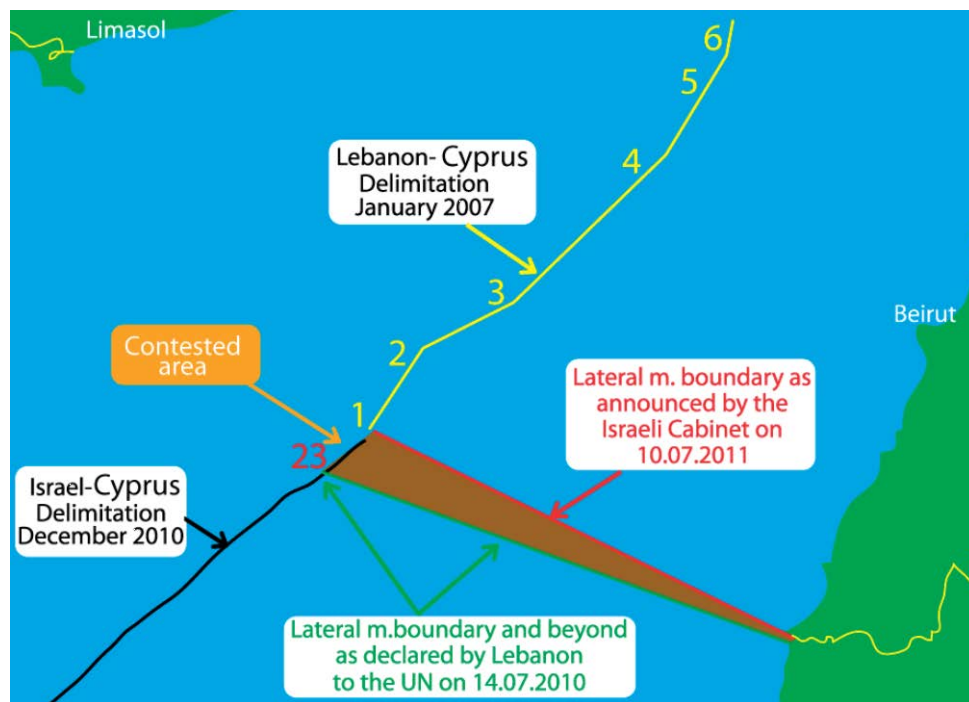 Limasol
6
5
4
Lebanon- Cyprus
Delimitation
January 2007
3
Beirut
2
Contested
area
Lateral m. boundary as
announced by the
Israeli Cabinet on
10.07.2011
1
23
Israel-Cyprus
Delimitation
December 2010
Lateral m.boundary and beyond
as declared by Lebanon
to the UN on 14.07.2010